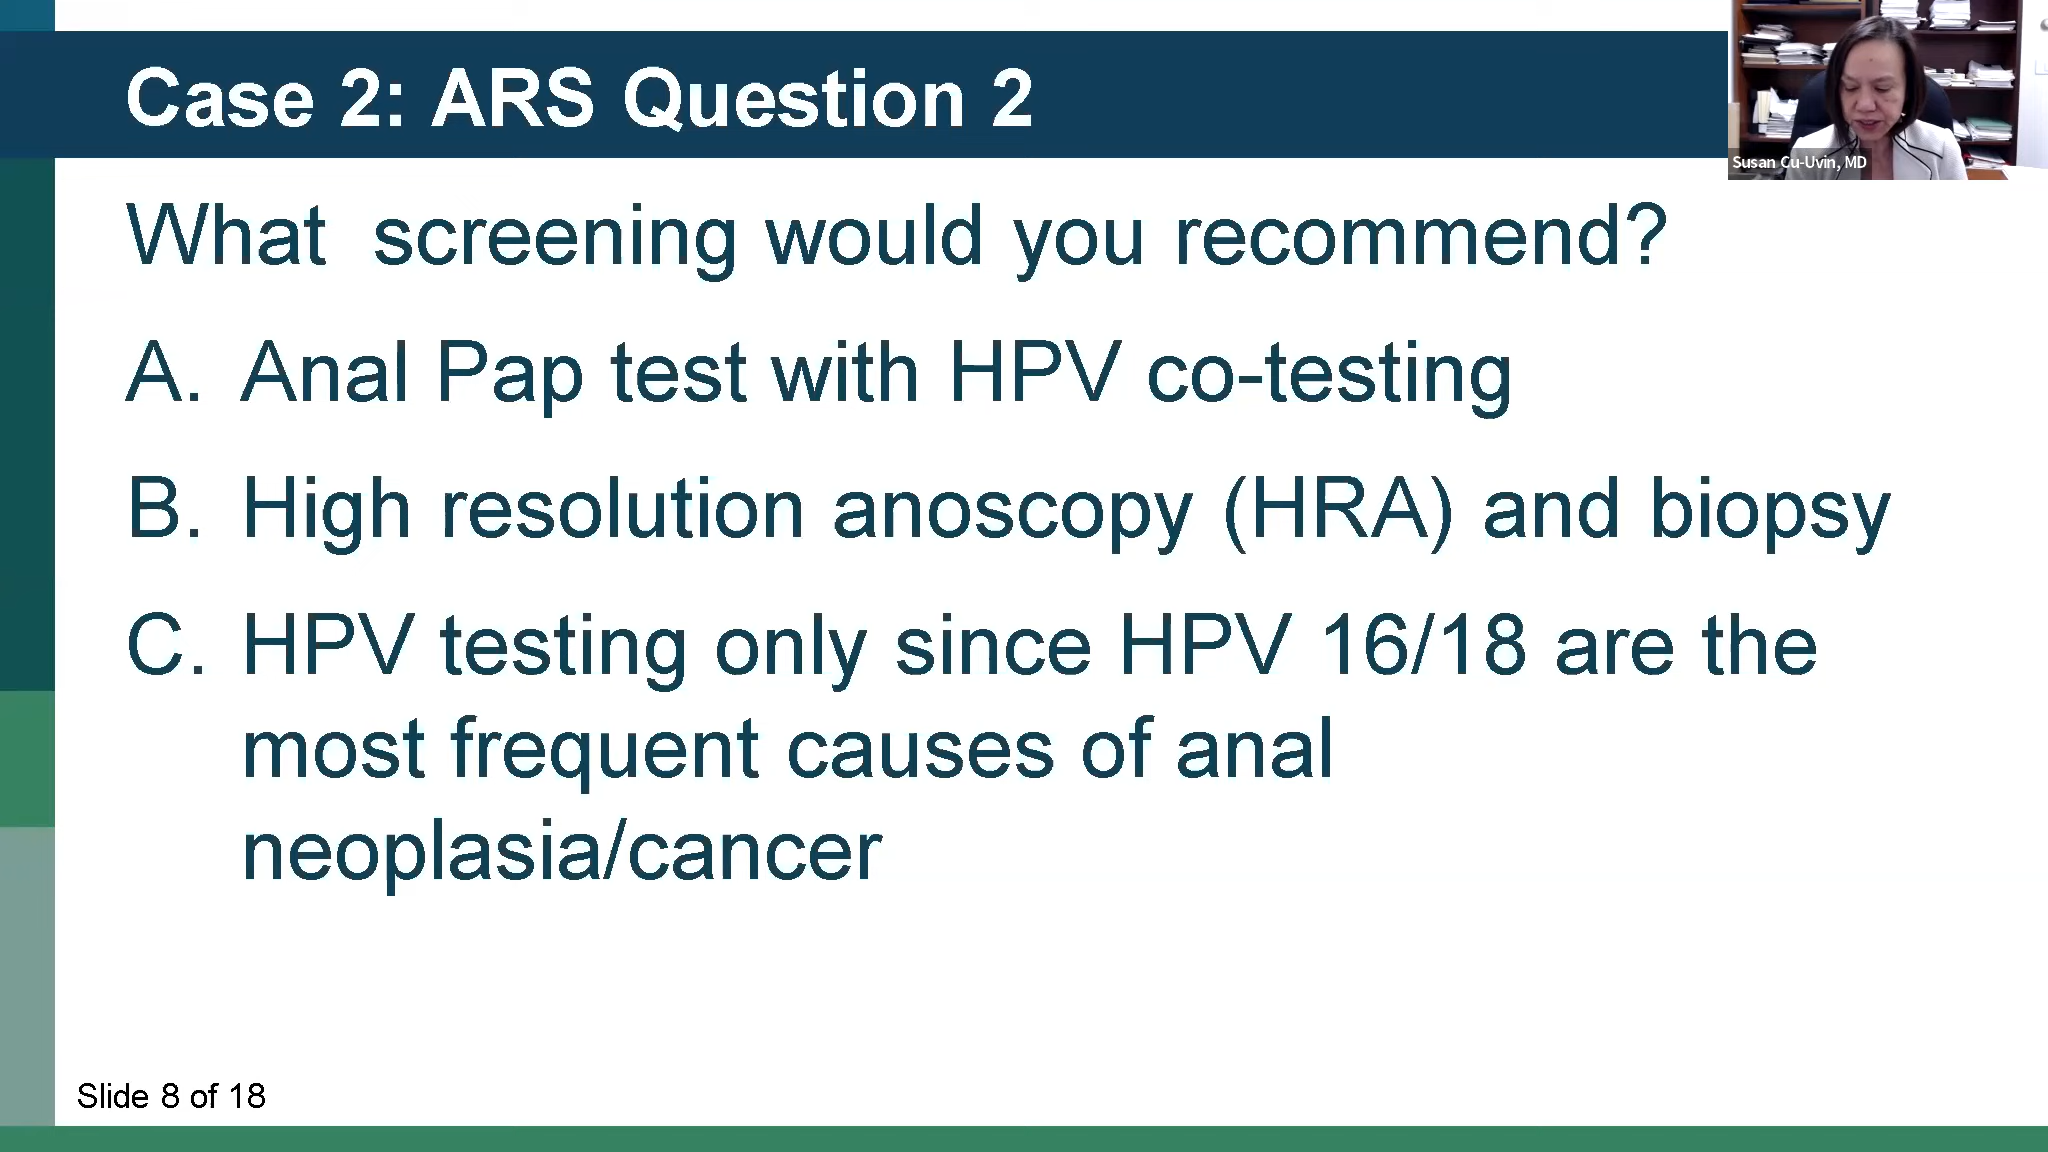 Case 2: ARS Question 2
Susan Cu-Uvin, MD
What screening would you recommend?
A. Anal Pap test with HPV co-testing
B. High resolution anoscopy (HRA) and biopsy
C. HPV testing only since HPV 16/18 are the
most frequent causes of anal
neoplasia/cancer
Slide 8 of 18